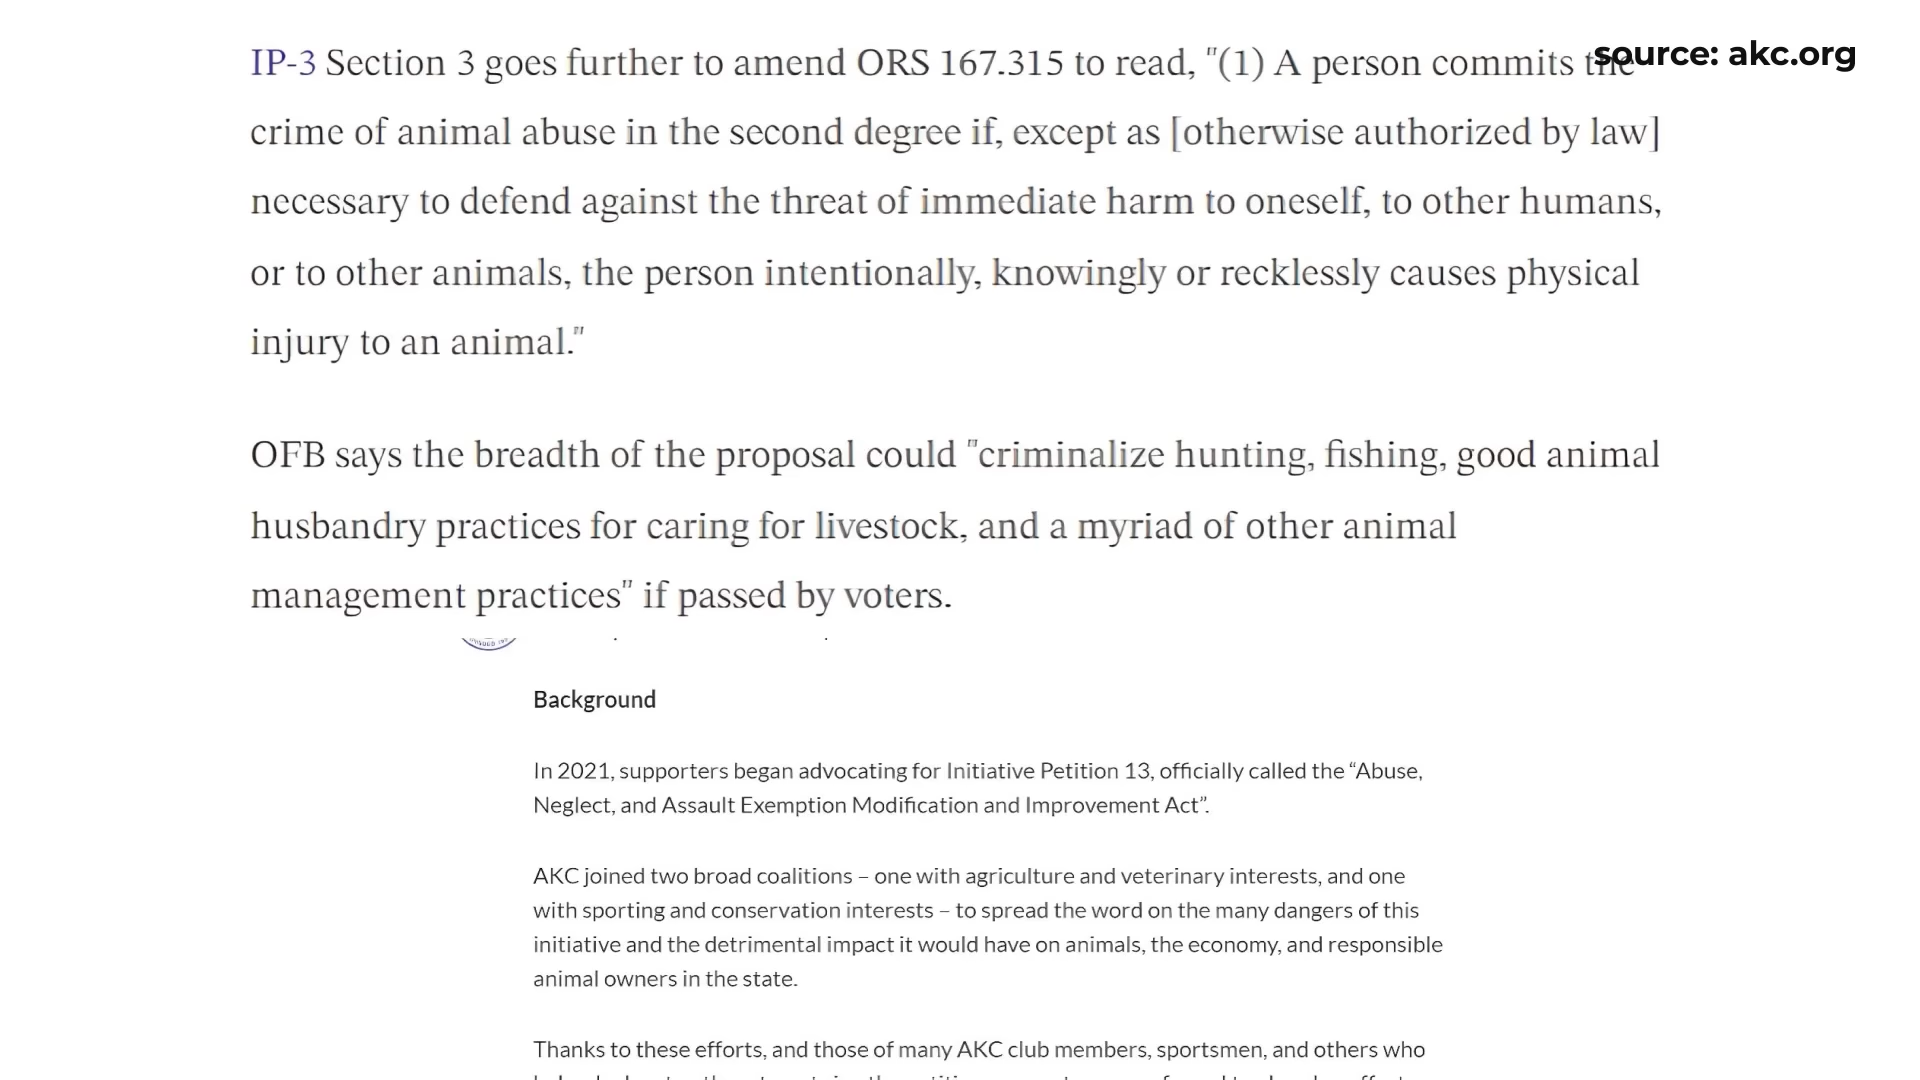 IP-3 Section 3 goes further to amend ORS 167.315 to read, "(1) A person commits the
source: akc.org
crime of animal abuse in the second degree if, except as [otherwise authorized by law]
necessary to defend against the threat of immediate harm to oneself, to other humans,
or to other animals, the person intentionally, knowingly or recklessly causes physical
injury to an animal."
OFB says the breadth of the proposal could "criminalize hunting, fishing, good animal
husbandry practices for caring for livestock, and a myriad of other animal
management practices" if passed by voters.
Background
In 2021, supporters began advocating for Initiative Petition 13, officially called the “Abuse,
Neglect, and Assault Exemption Modification and Improvement Act”.
AKC joined two broad coalitions – one with agriculture and veterinary interests, and one
with sporting and conservation interests – to spread the word on the many dangers of this
initiative and the detrimental impact it would have on animals, the economy, and responsible
animal owners in the state.
Thanks to these efforts, and those of many AKC club members, sportsmen, and others who